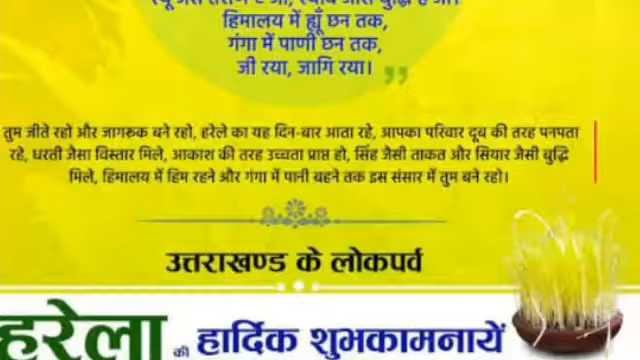 हिमालय में ह्यूँ छन तक,
गंगा में पाणी छन तक,
जी रया, जागि रया। ”
तुम जीते रहो और जागरूक बने रहो, हरेले का यह दिन-बार आता रहे, आपका परिवार दूब की तरह पनपता
रहे, धरती जैसा विस्तार मिले, आकाश की तरह उच्चता प्राप्त हो, सिंह जैसी ताकत और सियार जैसी बुद्धि
मिले, हिमालय में हिम रहने और गंगा में पानी बहने तक इस संसार में तुम बने रहो।
उत्तराखण्ड के लोकपर्व
हरेला की हार्दिक शुभकामनायें